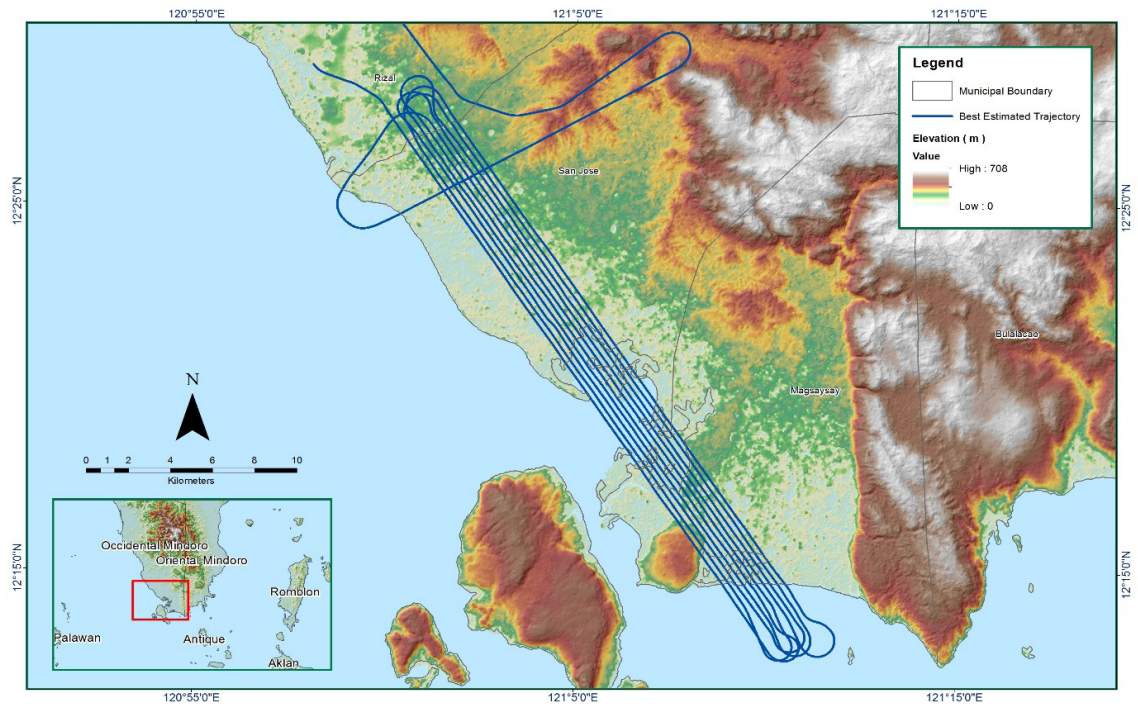 120°55'0"E
121°5'0"E
121°15'0"E
Rizal
San Jose
Legend
Municipal Boundary
Best Estimated Trajectory
Elevation ( m )
Value
High : 708
Low : 0
12°25'0"N
12°25'0"N
Bulalacao
Magsaysay
N
0 1 2 4 6 8 10
Kilometers
Occidental Mindoro
Oriental Mindoro
Romblon
Palawan
Antique
Aklan
12°15'0"N
12°15'0"N
120°55'0"E
121°5'0"E
121°15'0"E